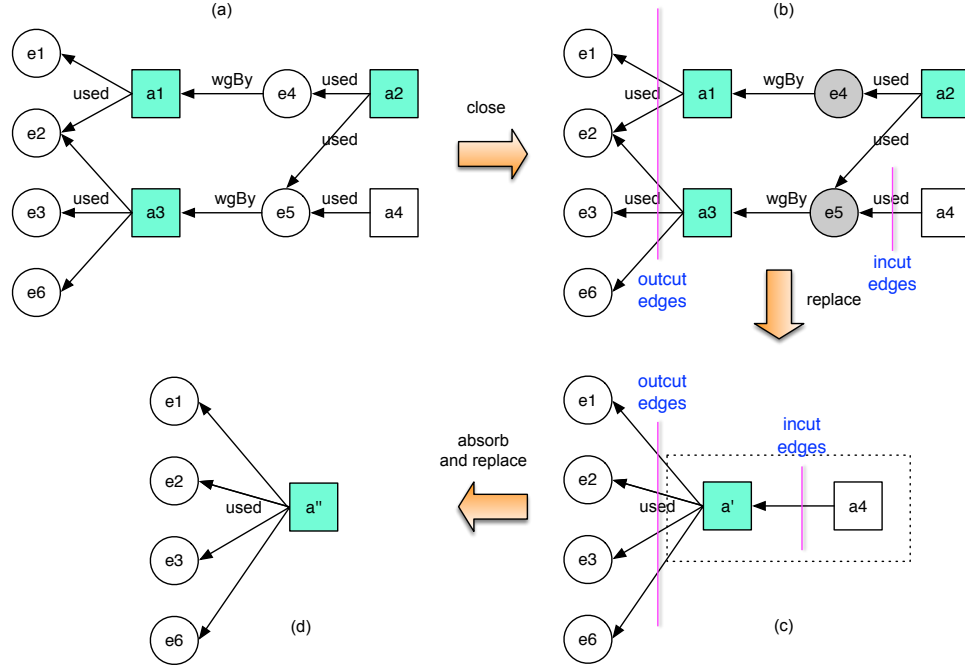 (a)
e1
e2
e3
e6
used
used
a1
a3
wgBy
wgBy
e4
e5
used
used
used
a2
a4
close
(b)
e1
e2
e3
e6
used
used
a1
a3
wgBy
wgBy
e4
e5
used
used
used
a2
a4
outcut
edges
incut
edges
replace
(c)
e1
e2
e3
e6
outcut
edges
used
a'
incut
edges
a4
absorb
and replace
(d)
e1
e2
e3
e6
used
a''